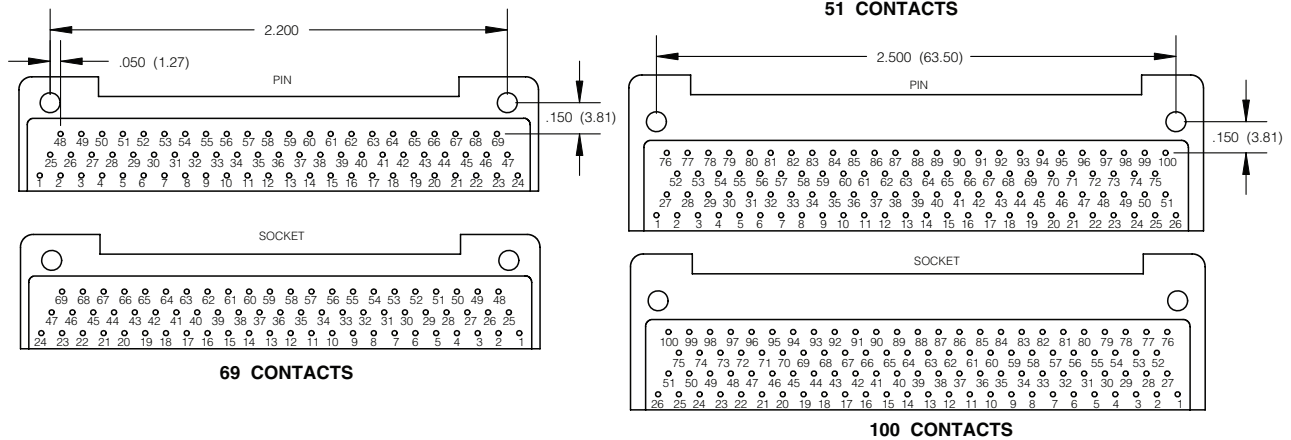 51 CONTACTS
2.200
.050 (1.27)
PIN
.150 (3.81)
48 49 50 51 52 53 54 55 56 57 58 59 60 61 62 63 64 65 66 67 68 69
25 26 27 28 29 30 31 32 33 34 35 36 37 38 39 40 41 42 43 44 45 46 47
1 2 3 4 5 6 7 8 9 10 11 12 13 14 15 16 17 18 19 20 21 22 23 24
SOCKET
69 68 67 66 65 64 63 62 61 60 59 58 57 56 55 54 53 52 51 50 49 48
47 46 45 44 43 42 41 40 39 38 37 36 35 34 33 32 31 30 29 28 27 26 25
24 23 22 21 20 19 18 17 16 15 14 13 12 11 10 9 8 7 6 5 4 3 2 1
69 CONTACTS
2.500 (63.50)
PIN
.150 (3.81)
76 77 78 79 80 81 82 83 84 85 86 87 88 89 90 91 92 93 94 95 96 97 98 99 100
52 53 54 55 56 57 58 59 60 61 62 63 64 65 66 67 68 69 70 71 72 73 74 75
27 28 29 30 31 32 33 34 35 36 37 38 39 40 41 42 43 44 45 46 47 48 49 50 51
1 2 3 4 5 6 7 8 9 10 11 12 13 14 15 16 17 18 19 20 21 22 23 24 25 26
SOCKET
100 99 98 97 96 95 94 93 92 91 90 89 88 87 86 85 84 83 82 81 80 79 78 77 76
75 74 73 72 71 70 69 68 67 66 65 64 63 62 61 60 59 58 57 56 55 54 53 52
51 50 49 48 47 46 45 44 43 42 41 40 39 38 37 36 35 34 33 32 31 30 29 28 27
26 25 24 23 22 21 20 19 18 17 16 15 14 13 12 11 10 9 8 7 6 5 4 3 2 1
100 CONTACTS